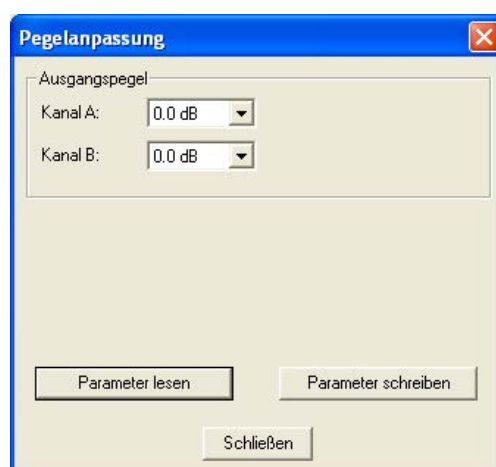 Pegelanpassung
Ausgangspegel
Kanal A: 0.0 dB
Kanal B: 0.0 dB
Parameter lesen Parameter schreiben
Schließen